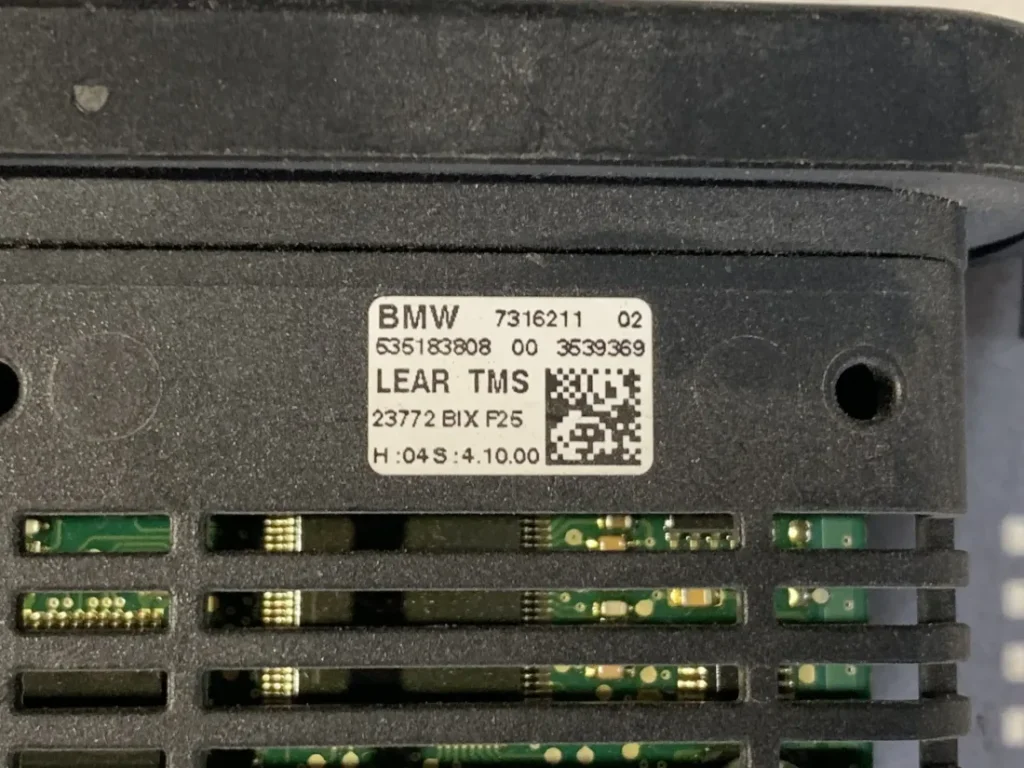 BMW 7316211 02
535183808 00 3539369
LEAR TMS
23772 BIX F25
H:04 S:4.10.00